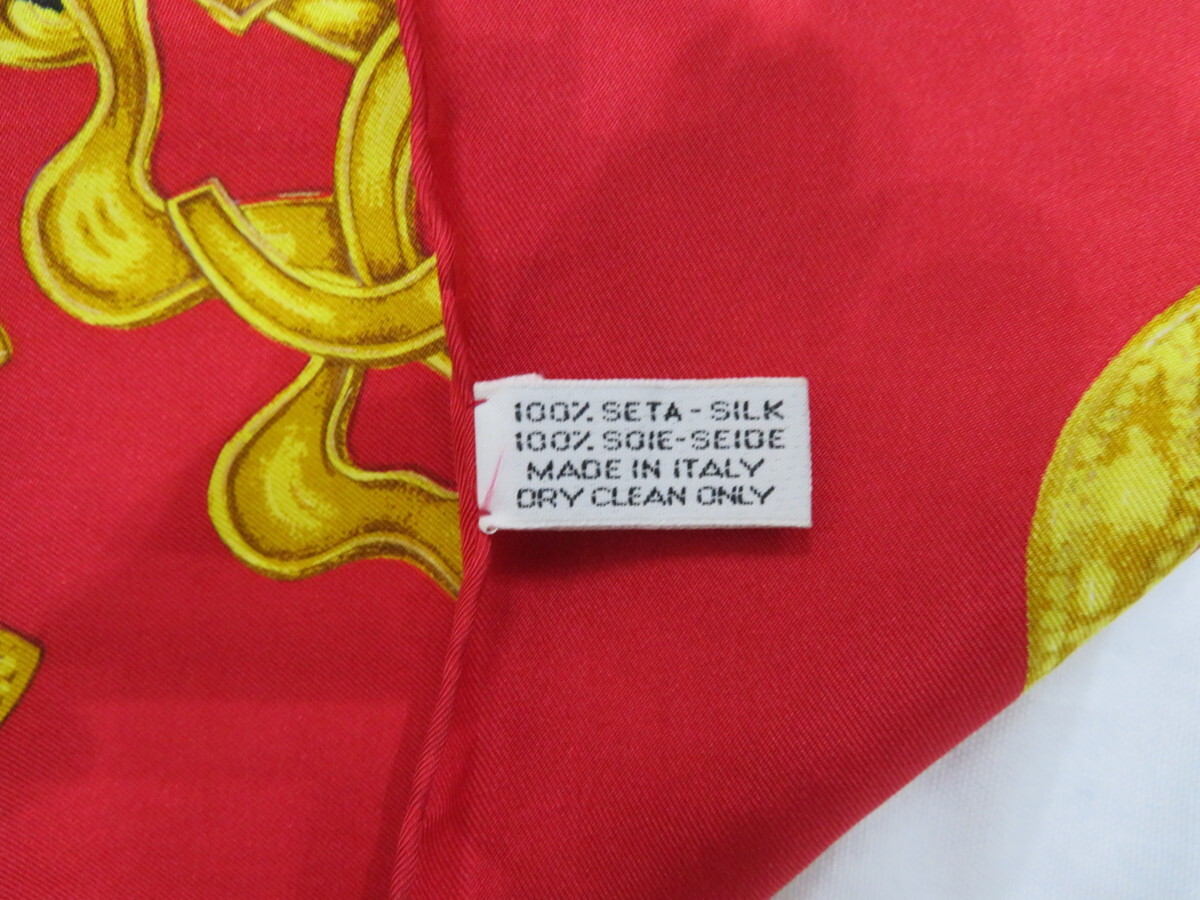 100% SETA - SILK
100% SOIE-SEIDE
MADE IN ITALY
DRY CLEAN ONLY